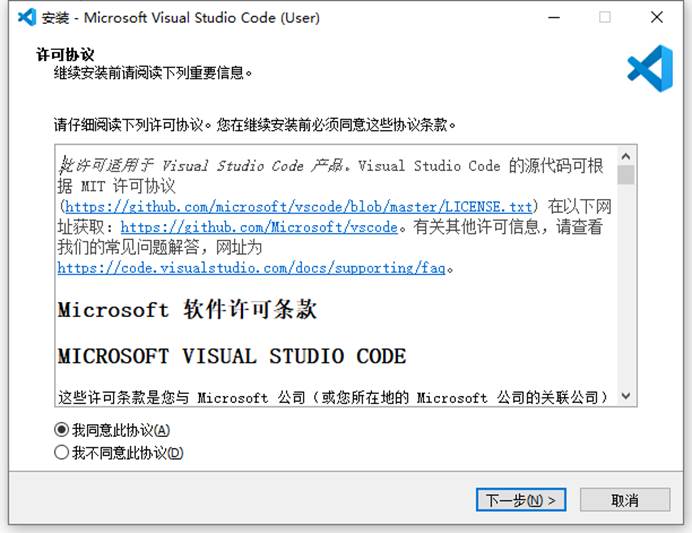 安装 - Microsoft Visual Studio Code (User)
许可协议
继续安装前请阅读下列重要信息。
请仔细阅读下列许可协议。您在继续安装前必须同意这些协议条款。
此许可适用于 Visual Studio Code 产品。Visual Studio Code 的源代码可根
据 MIT 许可协议
(https://github.com/microsoft/vscode/blob/master/LICENSE.txt) 在以下网
址获取：https://github.com/Microsoft/vscode。有关其他许可信息，请查看
我们的常见问题解答，网址为
https://code.visualstudio.com/docs/supporting/faq。
Microsoft 软件许可条款
MICROSOFT VISUAL STUDIO CODE
这些许可条款是您与 Microsoft 公司（或您所在地的 Microsoft 公司的关联公司）
我同意此协议(A)
我不同意此协议(D)
下一步(N) >
取消